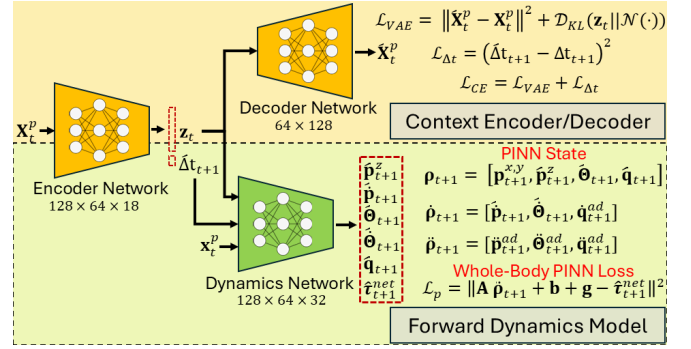 ℒ_VAE = ‖X́_t^p − X_t^p‖² + 𝒟_KL(z_t||𝒩(·))
X́_t^p
ℒ_Δt = (Δ́t_{t+1} − Δt_{t+1})²
ℒ_CE = ℒ_VAE + ℒ_Δt
Decoder Network
64 × 128
Context Encoder/Decoder
X_t^p
z_t
Δ́t_{t+1}
Encoder Network
128 × 64 × 18
x_t^p
Dynamics Network
128 × 64 × 32
ṕ_{t+1}^z
ṗ́_{t+1}
Θ́_{t+1}
Θ̇́_{t+1}
q́_{t+1}
τ̂_{t+1}^{net}
PINN State
ρ_{t+1} = [p_{t+1}^{x,y}, ṕ_{t+1}^z, Θ́_{t+1}, q́_{t+1}]
ρ̇_{t+1} = [ṗ́_{t+1}, Θ̇́_{t+1}, q̇_{t+1}^{ad}]
ρ̈_{t+1} = [p̈_{t+1}^{ad}, Θ̈_{t+1}^{ad}, q̈_{t+1}^{ad}]
Whole-Body PINN Loss
ℒ_p = ‖A ρ̈_{t+1} + b + g − τ̂_{t+1}^{net}‖²
Forward Dynamics Model